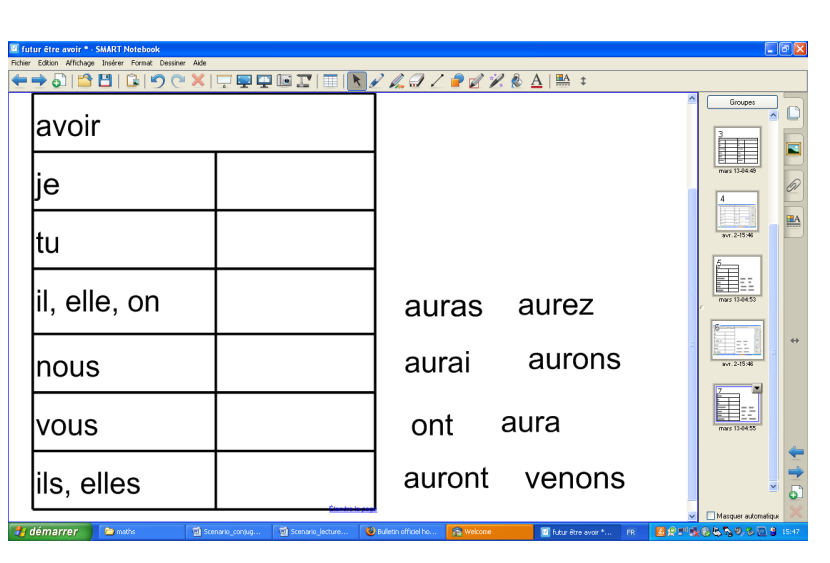 futur être avoir * - SMART Notebook
Fichier Edition Affichage Insérer Format Dessiner Aide
avoir
je
tu
il, elle, on
nous
vous
ils, elles
auras aurez
aurai aurons
ont aura
auront venons
Étendre la page
Groupes
3
mars 13-04:49
4
avr. 2-15:46
5
mars 13-04:53
6
avr. 2-15:46
7
mars 13-04:55
Masquer automatique
démarrer maths Scenario_conjug... Scenario_lecture... Bulletin officiel ho... Welcome futur être avoir *... FR 15:47